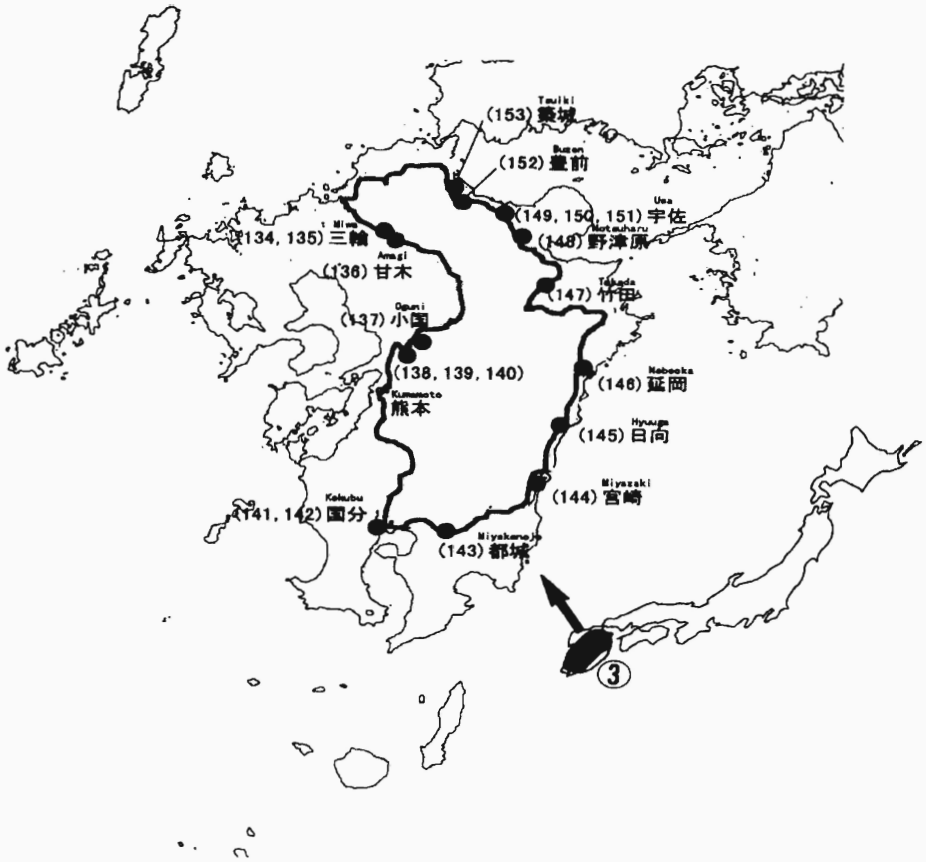 Tsuiki
(153) 築城
Buzen
(152) 豊前
Usa
(149, 150, 151) 宇佐
Notsuharu
(148) 野津原
Miwa
(134, 135) 三輪
Amagi
(136) 甘木
Takeda
(147) 竹田
Oguni
(137) 小国
(138, 139, 140)
Kumamoto
熊本
Nobeoka
(146) 延岡
Hyuuga
(145) 日向
Miyazaki
(144) 宮崎
Kokubu
(141, 142) 国分
Miyakonojo
(143) 都城
③